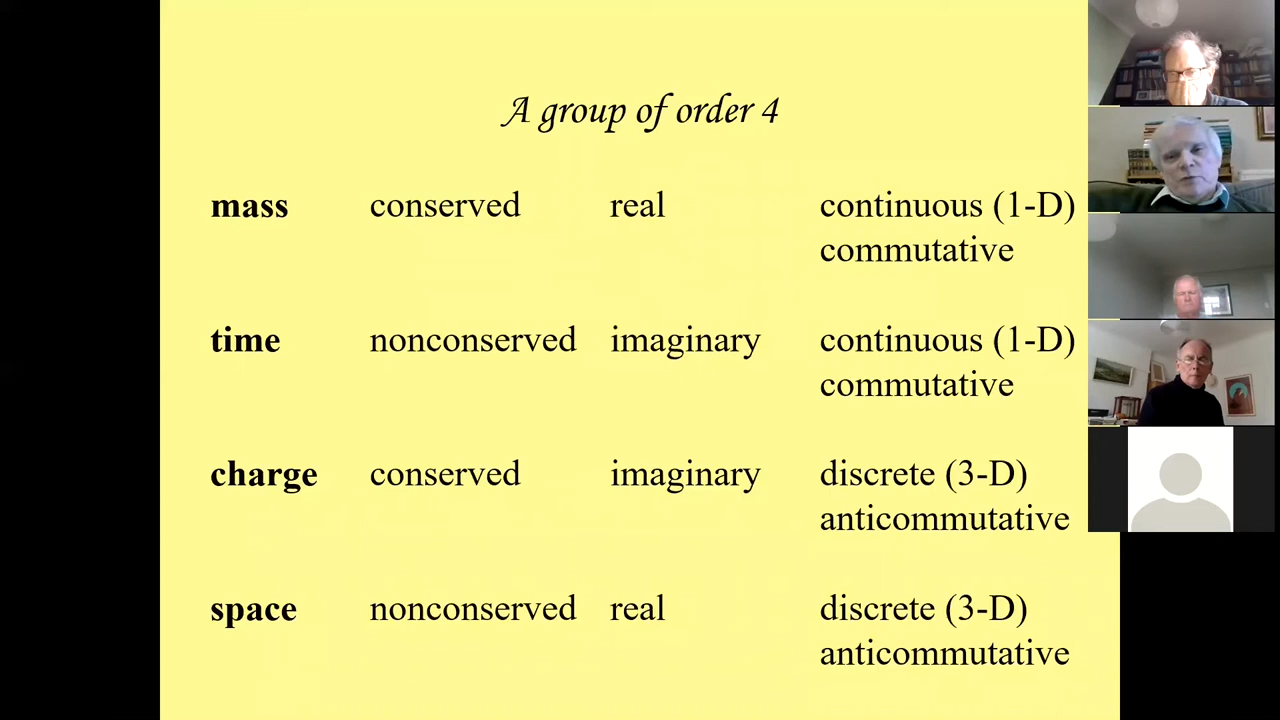 A group of order 4
mass conserved real continuous (1-D)
commutative
time nonconserved imaginary continuous (1-D)
commutative
charge conserved imaginary discrete (3-D)
anticommutative
space nonconserved real discrete (3-D)
anticommutative